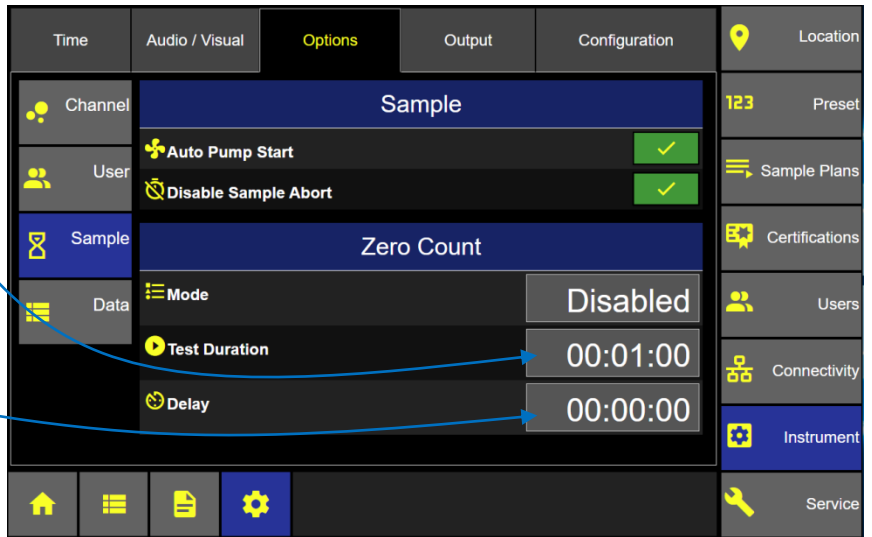 Time
Audio / Visual
Options
Output
Configuration
Channel
User
Sample
Data
Sample
Auto Pump Start
Disable Sample Abort
Zero Count
Mode
Disabled
Test Duration
00:01:00
Delay
00:00:00
Location
123
Preset
Sample Plans
Certifications
Users
Connectivity
Instrument
Service